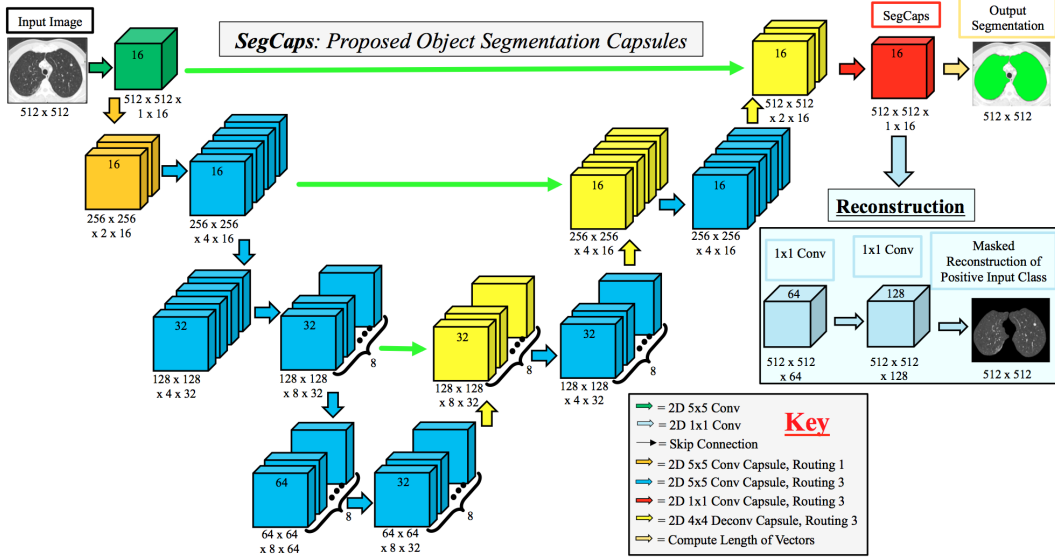 Input Image
512 x 512
16
512 x 512 x
1 x 16
SegCaps: Proposed Object Segmentation Capsules
16
512 x 512
x 2 x 16
SegCaps
16
512 x 512 x
1 x 16
Output
Segmentation
512 x 512
16
256 x 256
x 2 x 16
16
256 x 256
x 4 x 16
16
256 x 256
x 4 x 16
16
256 x 256
x 4 x 16
32
128 x 128
x 4 x 32
32
8
128 x 128
x 8 x 32
32
8
128 x 128
x 8 x 32
32
8
128 x 128
x 4 x 32
64
8
64 x 64
x 8 x 64
32
8
64 x 64
x 8 x 32
Reconstruction
1x1 Conv
64
512 x 512
x 64
1x1 Conv
128
512 x 512
x 128
Masked
Reconstruction of
Positive Input Class
512 x 512
Key
= 2D 5x5 Conv
= 2D 1x1 Conv
= Skip Connection
= 2D 5x5 Conv Capsule, Routing 1
= 2D 5x5 Conv Capsule, Routing 3
= 2D 1x1 Conv Capsule, Routing 3
= 2D 4x4 Deconv Capsule, Routing 3
= Compute Length of Vectors